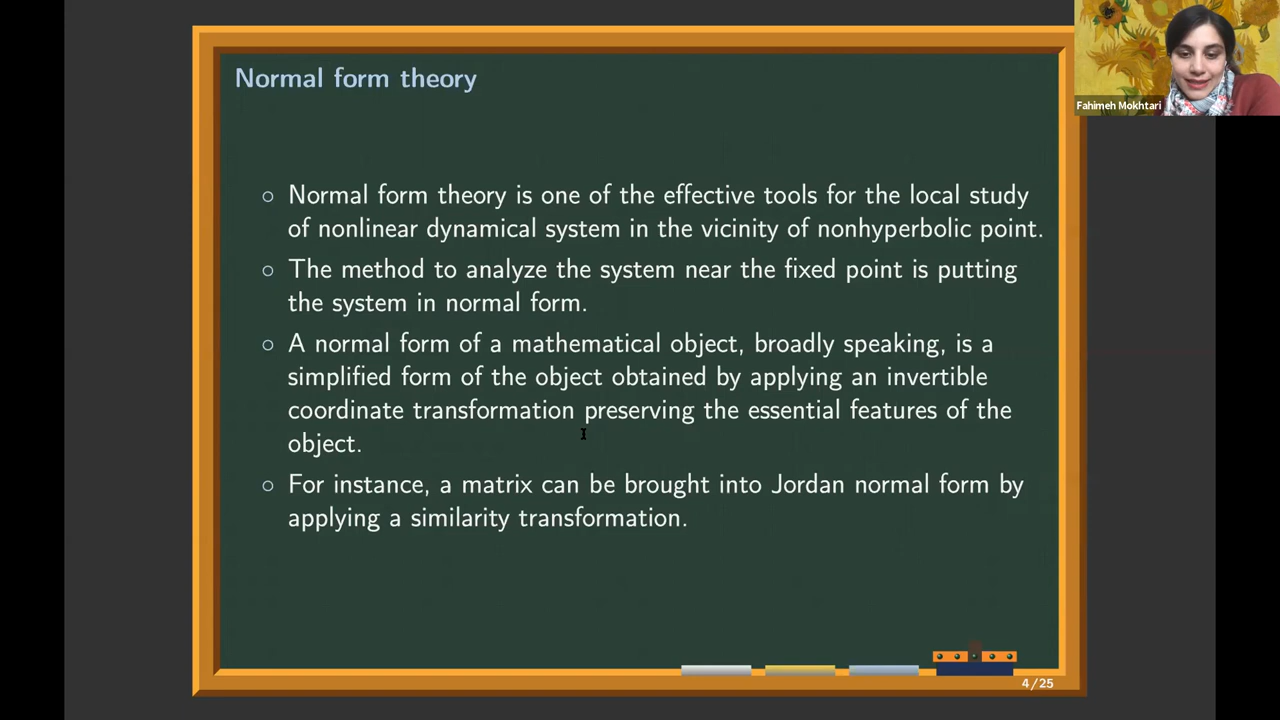 Normal form theory
Fahimeh Mokhtari
○ Normal form theory is one of the effective tools for the local study
of nonlinear dynamical system in the vicinity of nonhyperbolic point.
○ The method to analyze the system near the fixed point is putting
the system in normal form.
○ A normal form of a mathematical object, broadly speaking, is a
simplified form of the object obtained by applying an invertible
coordinate transformation preserving the essential features of the
object.
○ For instance, a matrix can be brought into Jordan normal form by
applying a similarity transformation.
4/25